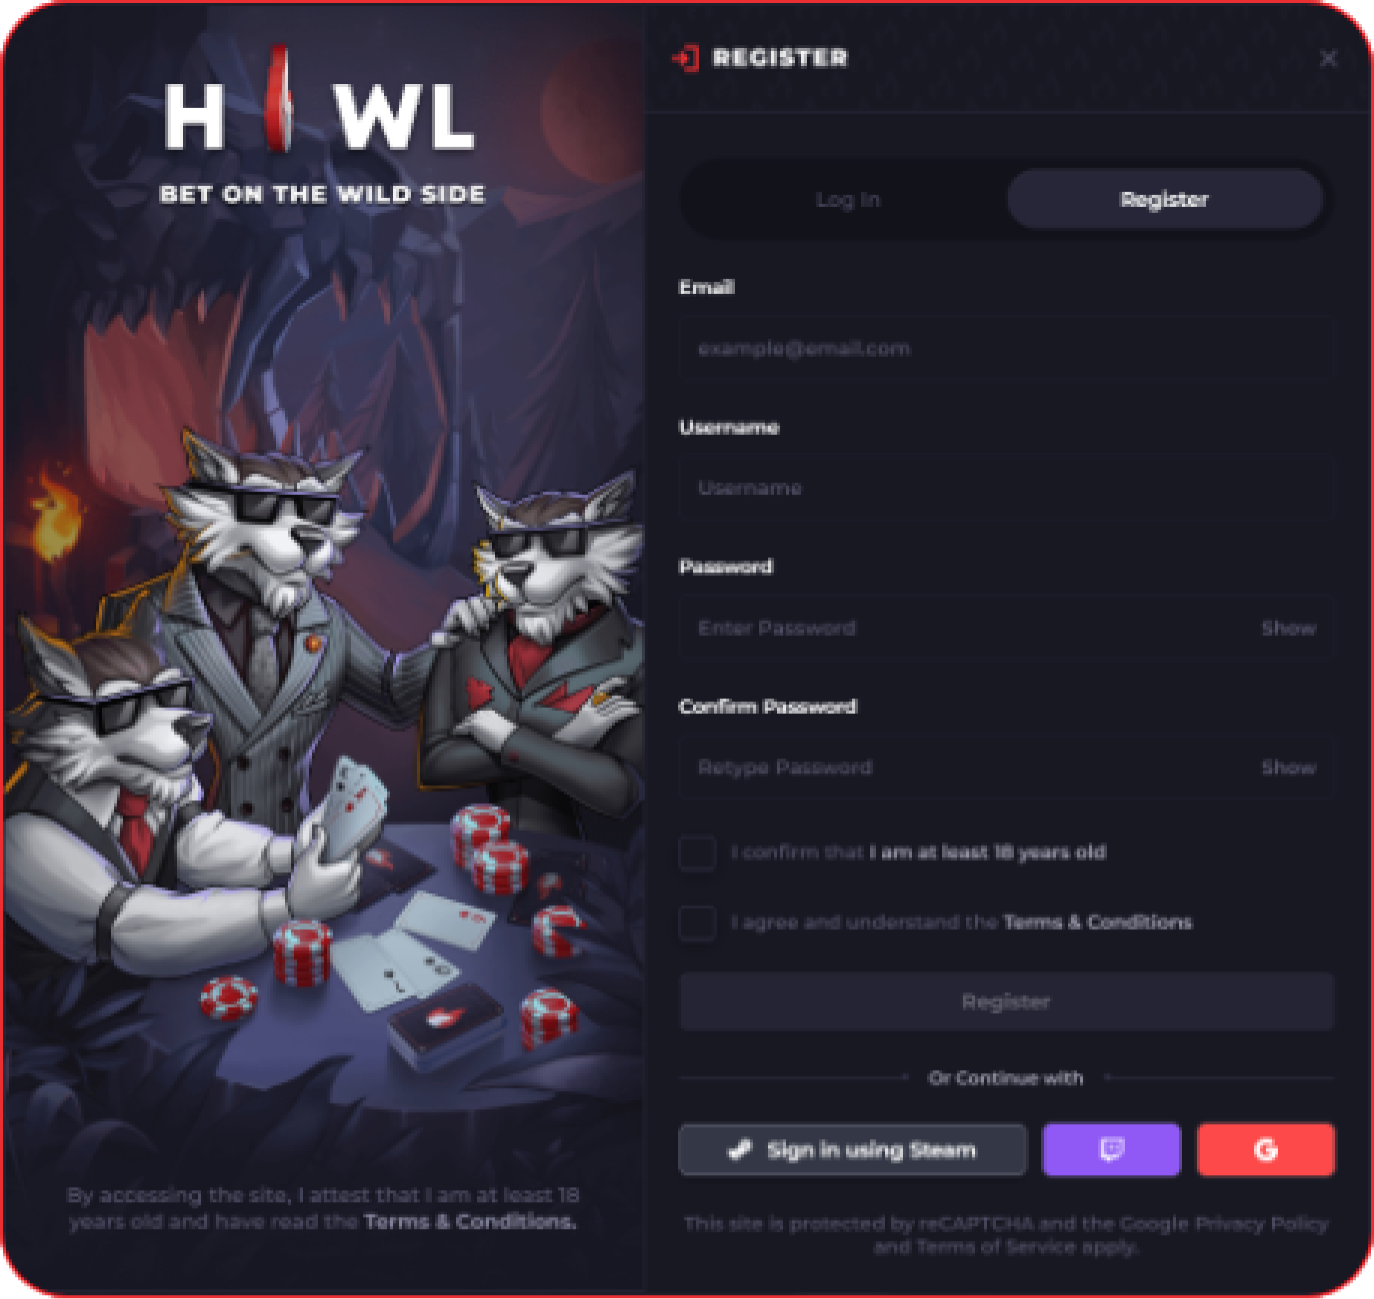 H WL
BET ON THE WILD SIDE
By accessing the site, I attest that I am at least 18
years old and have read the Terms & Conditions.
REGISTER
Log In
Register
Email
example@email.com
Username
Username
Password
Enter Password
Show
Confirm Password
Retype Password
Show
I confirm that I am at least 18 years old
I agree and understand the Terms & Conditions
Register
Or Continue with
Sign in using Steam
G
This site is protected by reCAPTCHA and the Google Privacy Policy
and Terms of Service apply.